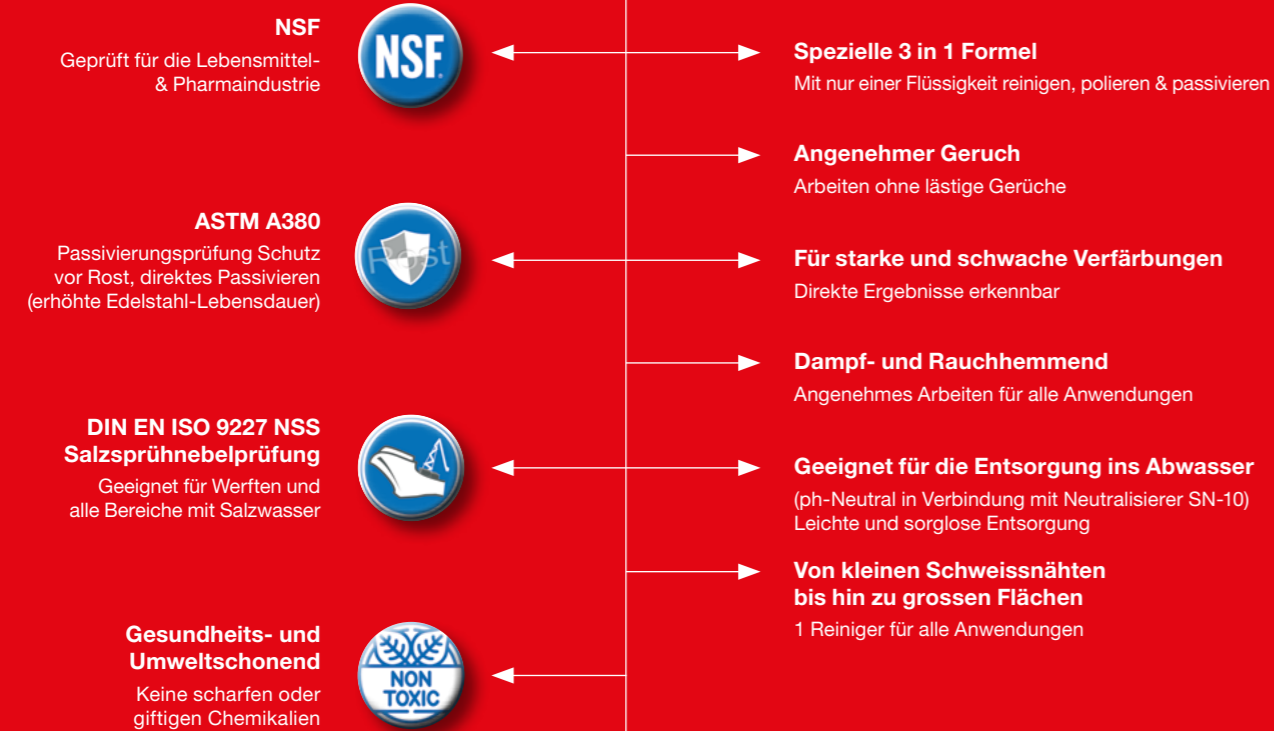 NSF
Geprüft für die Lebensmittel-
& Pharmaindustrie
NSF
ASTM A380
Passivierungsprüfung Schutz
vor Rost, direktes Passivieren
(erhöhte Edelstahl-Lebensdauer)
Rost
DIN EN ISO 9227 NSS
Salzsprühnebelprüfung
Geeignet für Werften und
alle Bereiche mit Salzwasser
Gesundheits- und
Umweltschonend
Keine scharfen oder
giftigen Chemikalien
NON
TOXIC
Spezielle 3 in 1 Formel
Mit nur einer Flüssigkeit reinigen, polieren & passivieren
Angenehmer Geruch
Arbeiten ohne lästige Gerüche
Für starke und schwache Verfärbungen
Direkte Ergebnisse erkennbar
Dampf- und Rauchhemmend
Angenehmes Arbeiten für alle Anwendungen
Geeignet für die Entsorgung ins Abwasser
(ph-Neutral in Verbindung mit Neutralisierer SN-10)
Leichte und sorglose Entsorgung
Von kleinen Schweissnähten
bis hin zu grossen Flächen
1 Reiniger für alle Anwendungen